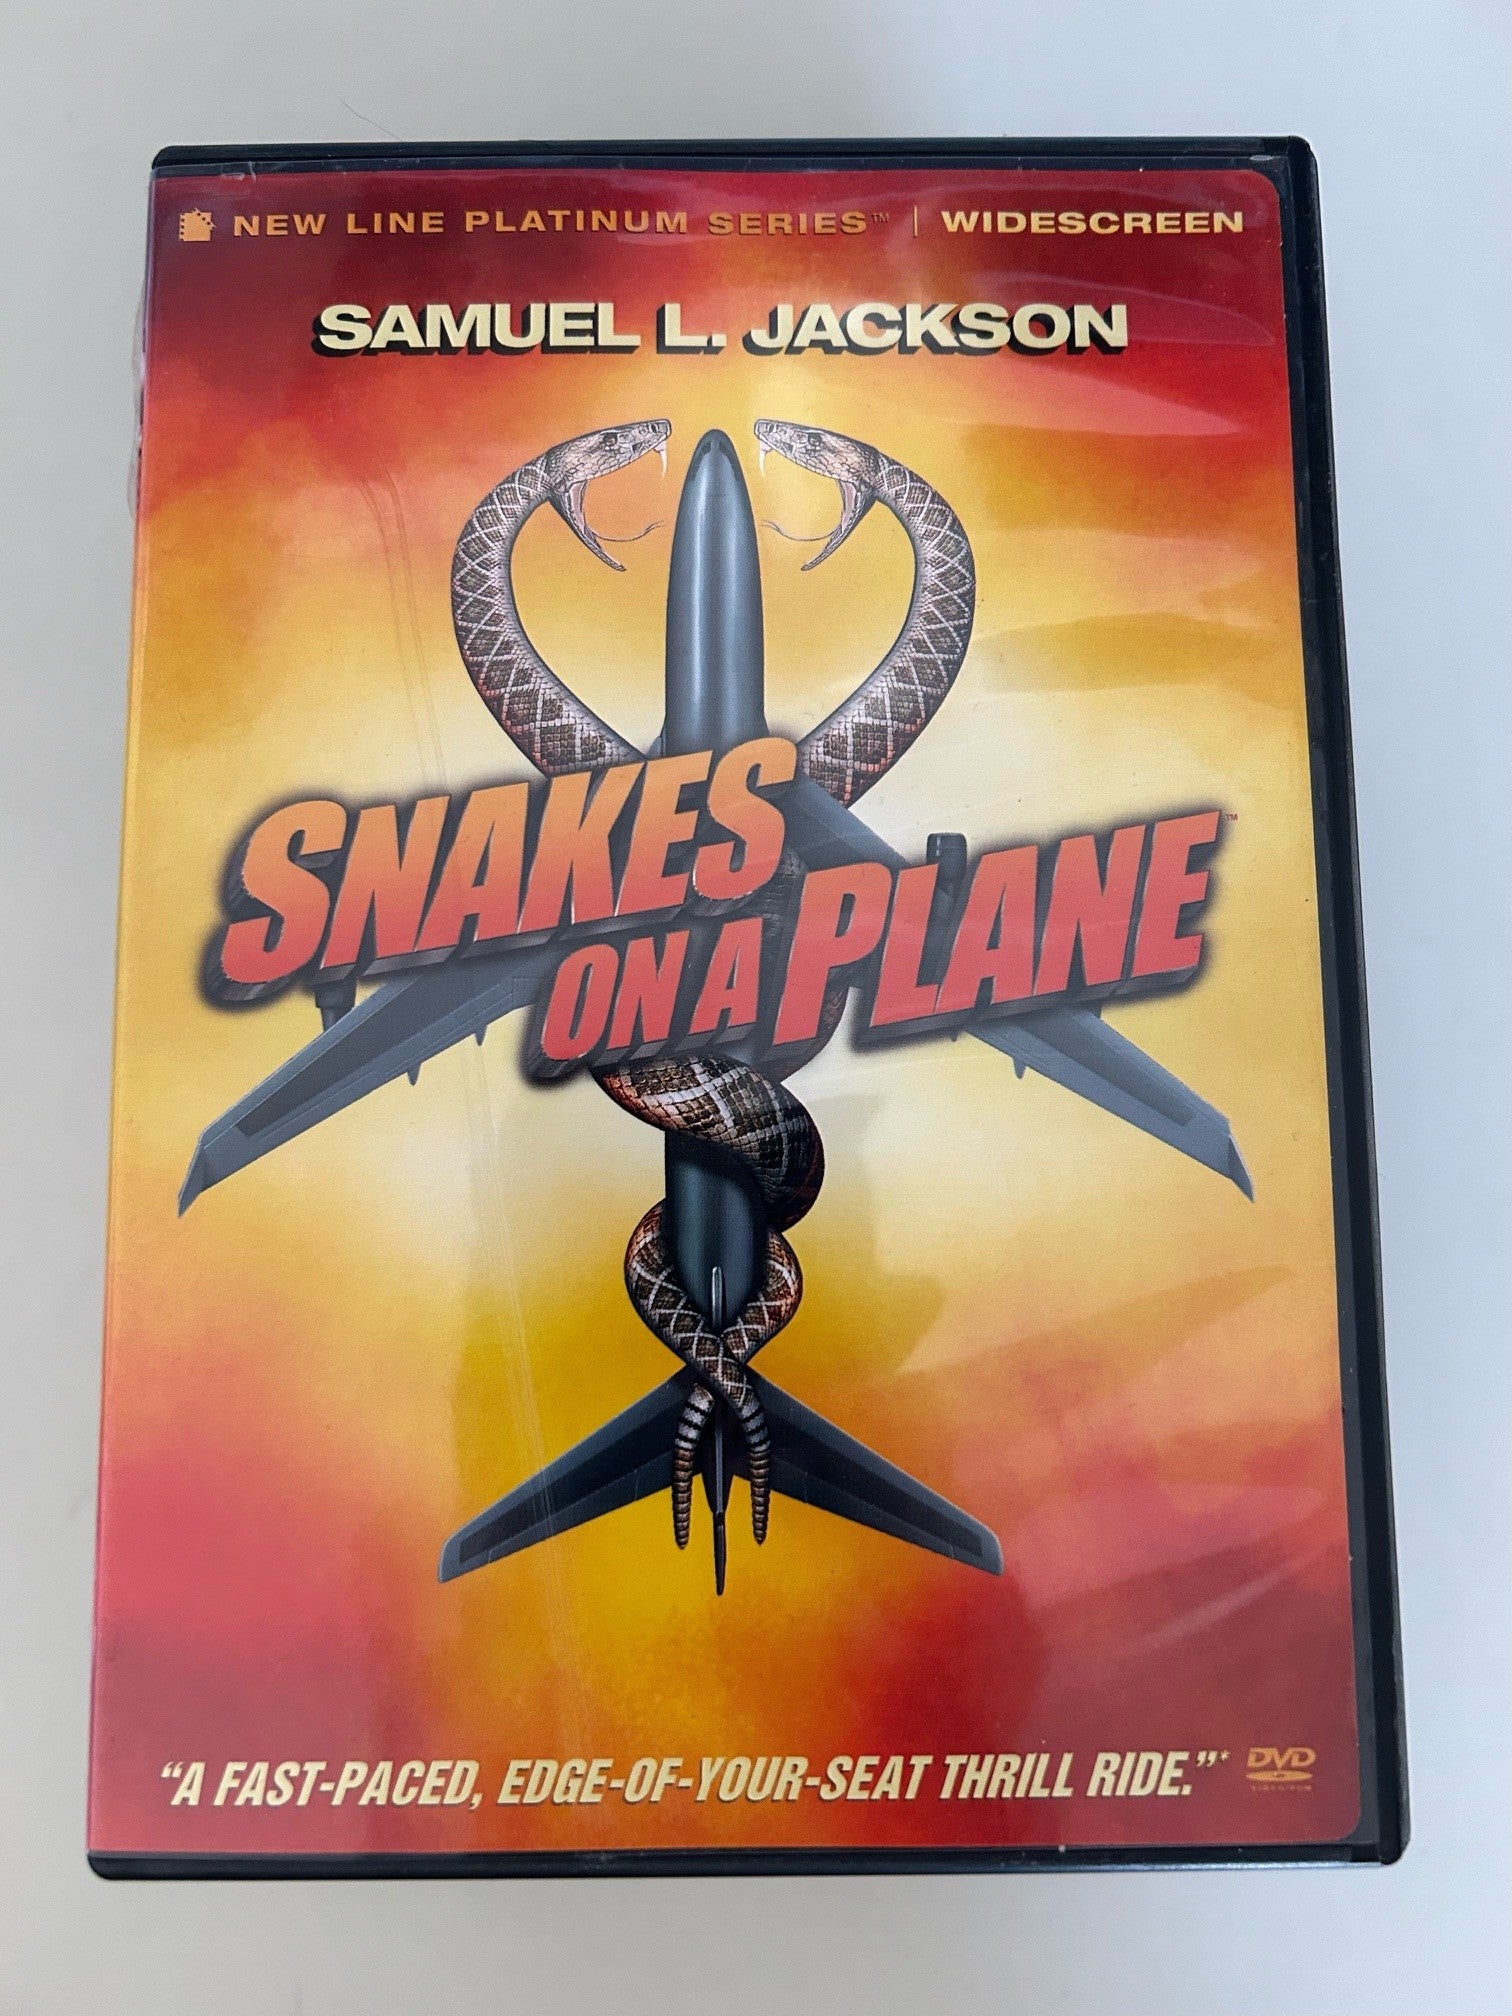 NEW LINE PLATINUM SERIES™ | WIDESCREEN
SAMUEL L. JACKSON
SNAKES
ON A PLANE™
“A FAST-PACED, EDGE-OF-YOUR-SEAT THRILL RIDE.”*
DVD
VIDEO